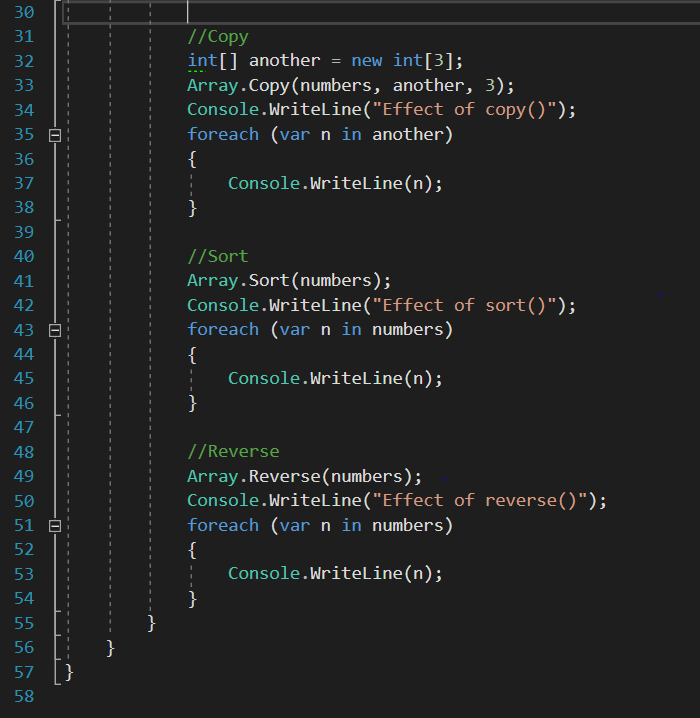 30
31 //Copy
32 int[] another = new int[3];
33 Array.Copy(numbers, another, 3);
34 Console.WriteLine("Effect of copy()");
35 foreach (var n in another)
36 {
37 Console.WriteLine(n);
38 }
39
40 //Sort
41 Array.Sort(numbers);
42 Console.WriteLine("Effect of sort()");
43 foreach (var n in numbers)
44 {
45 Console.WriteLine(n);
46 }
47
48 //Reverse
49 Array.Reverse(numbers);
50 Console.WriteLine("Effect of reverse()");
51 foreach (var n in numbers)
52 {
53 Console.WriteLine(n);
54 }
55 }
56 }
57 }
58